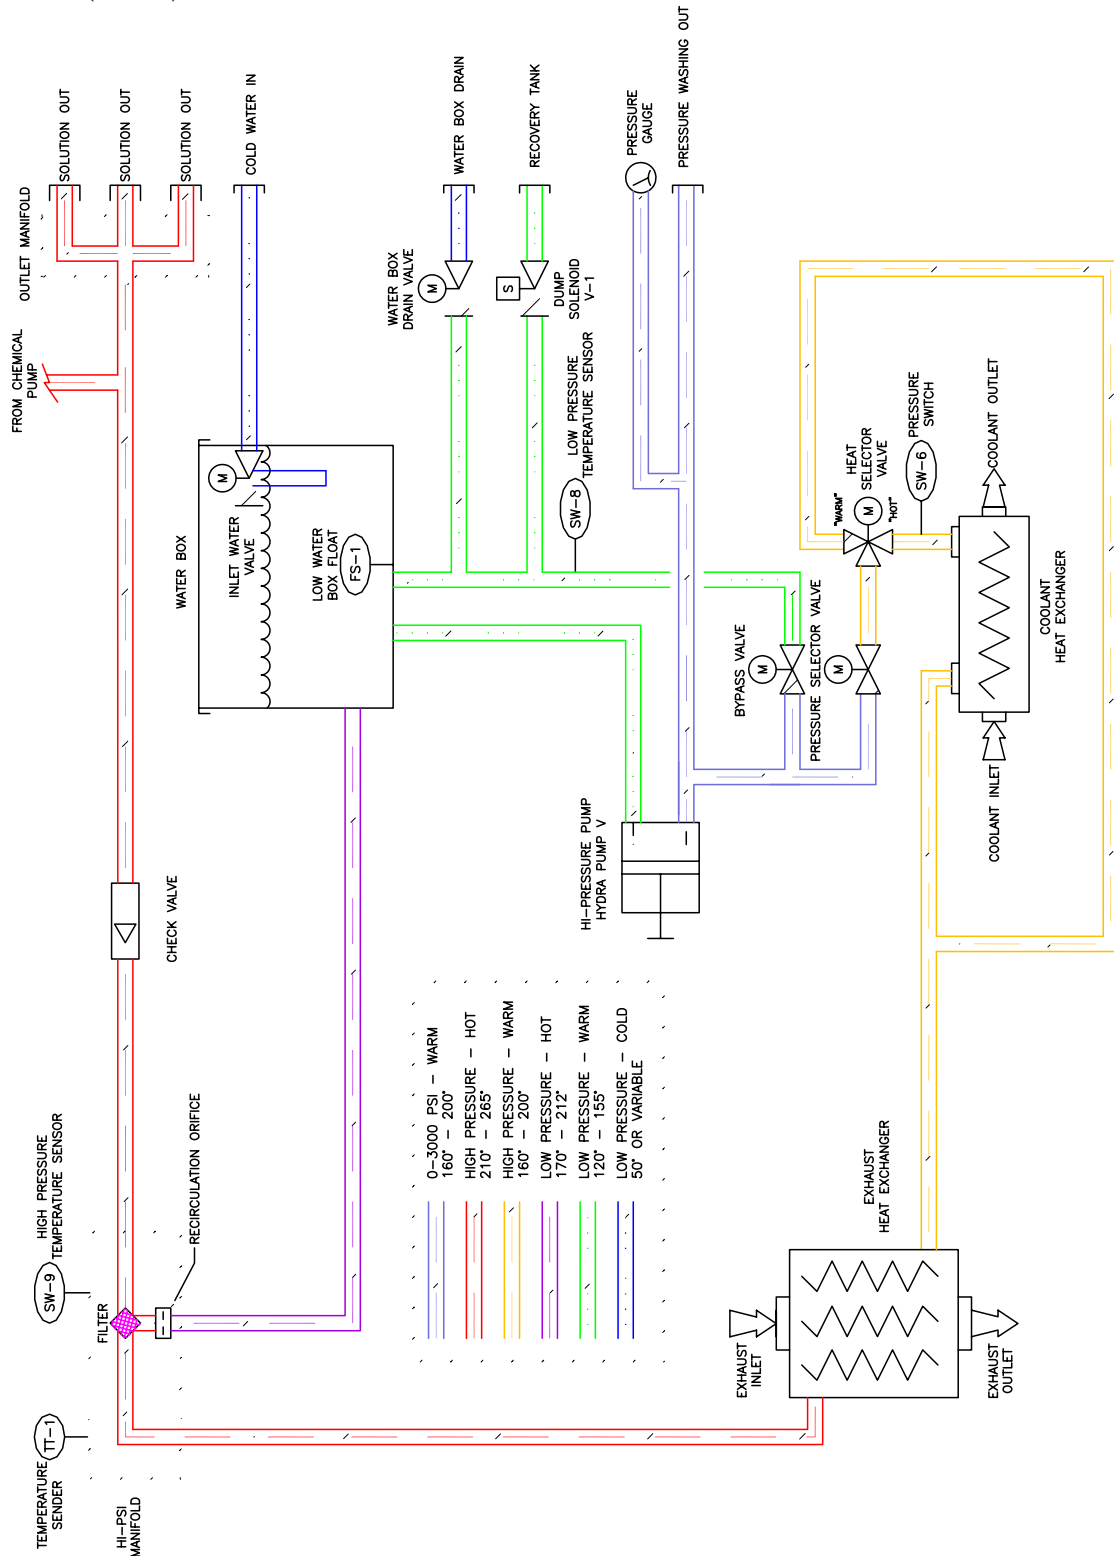 FROM CHEMICAL
PUMP
OUTLET MANIFOLD
SOLUTION OUT
SOLUTION OUT
SOLUTION OUT
COLD WATER IN
WATER BOX DRAIN
RECOVERY TANK
PRESSURE
GAUGE
PRESSURE WASHING OUT
WATER BOX
DRAIN VALVE
M
DUMP
SOLENOID
V-1
S
WATER BOX
INLET WATER
VALVE
M
LOW WATER
BOX FLOAT
FS-1
LOW PRESSURE
TEMPERATURE SENSOR
SW-8
CHECK VALVE
HI-PRESSURE PUMP
HYDRA PUMP V
BYPASS VALVE
M
PRESSURE SELECTOR VALVE
M
HEAT
SELECTOR
VALVE
"WARM"
M
"HOT"
PRESSURE
SWITCH
SW-6
COOLANT OUTLET
COOLANT INLET
COOLANT
HEAT EXCHANGER
HIGH PRESSURE
TEMPERATURE SENSOR
SW-9
FILTER
RECIRCULATION ORIFICE
TEMPERATURE
SENDER
TT-1
HI-PSI
MANIFOLD
0-3000 PSI - WARM
160° - 200°
HIGH PRESSURE - HOT
210° - 265°
HIGH PRESSURE - WARM
160° - 200°
LOW PRESSURE - HOT
170° - 212°
LOW PRESSURE - WARM
120° - 155°
LOW PRESSURE - COLD
50° OR VARIABLE
EXHAUST
HEAT EXCHANGER
EXHAUST
INLET
EXHAUST
OUTLET